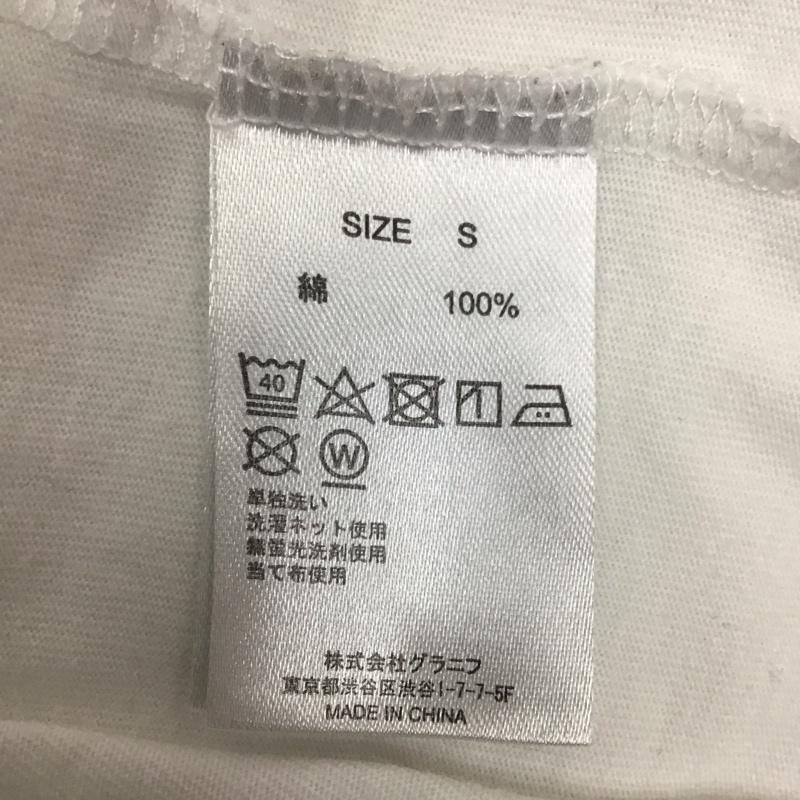 SIZE S
綿 100%
40
W
単独洗い
洗濯ネット使用
無蛍光洗剤使用
当て布使用
株式会社グラニフ
東京都渋谷区渋谷1-7-7-5F
MADE IN CHINA